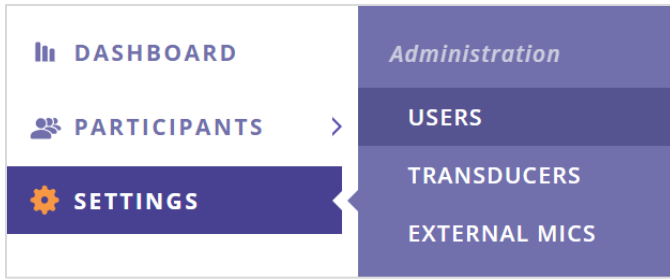 DASHBOARD
PARTICIPANTS
SETTINGS
Administration
USERS
TRANSDUCERS
EXTERNAL MICS